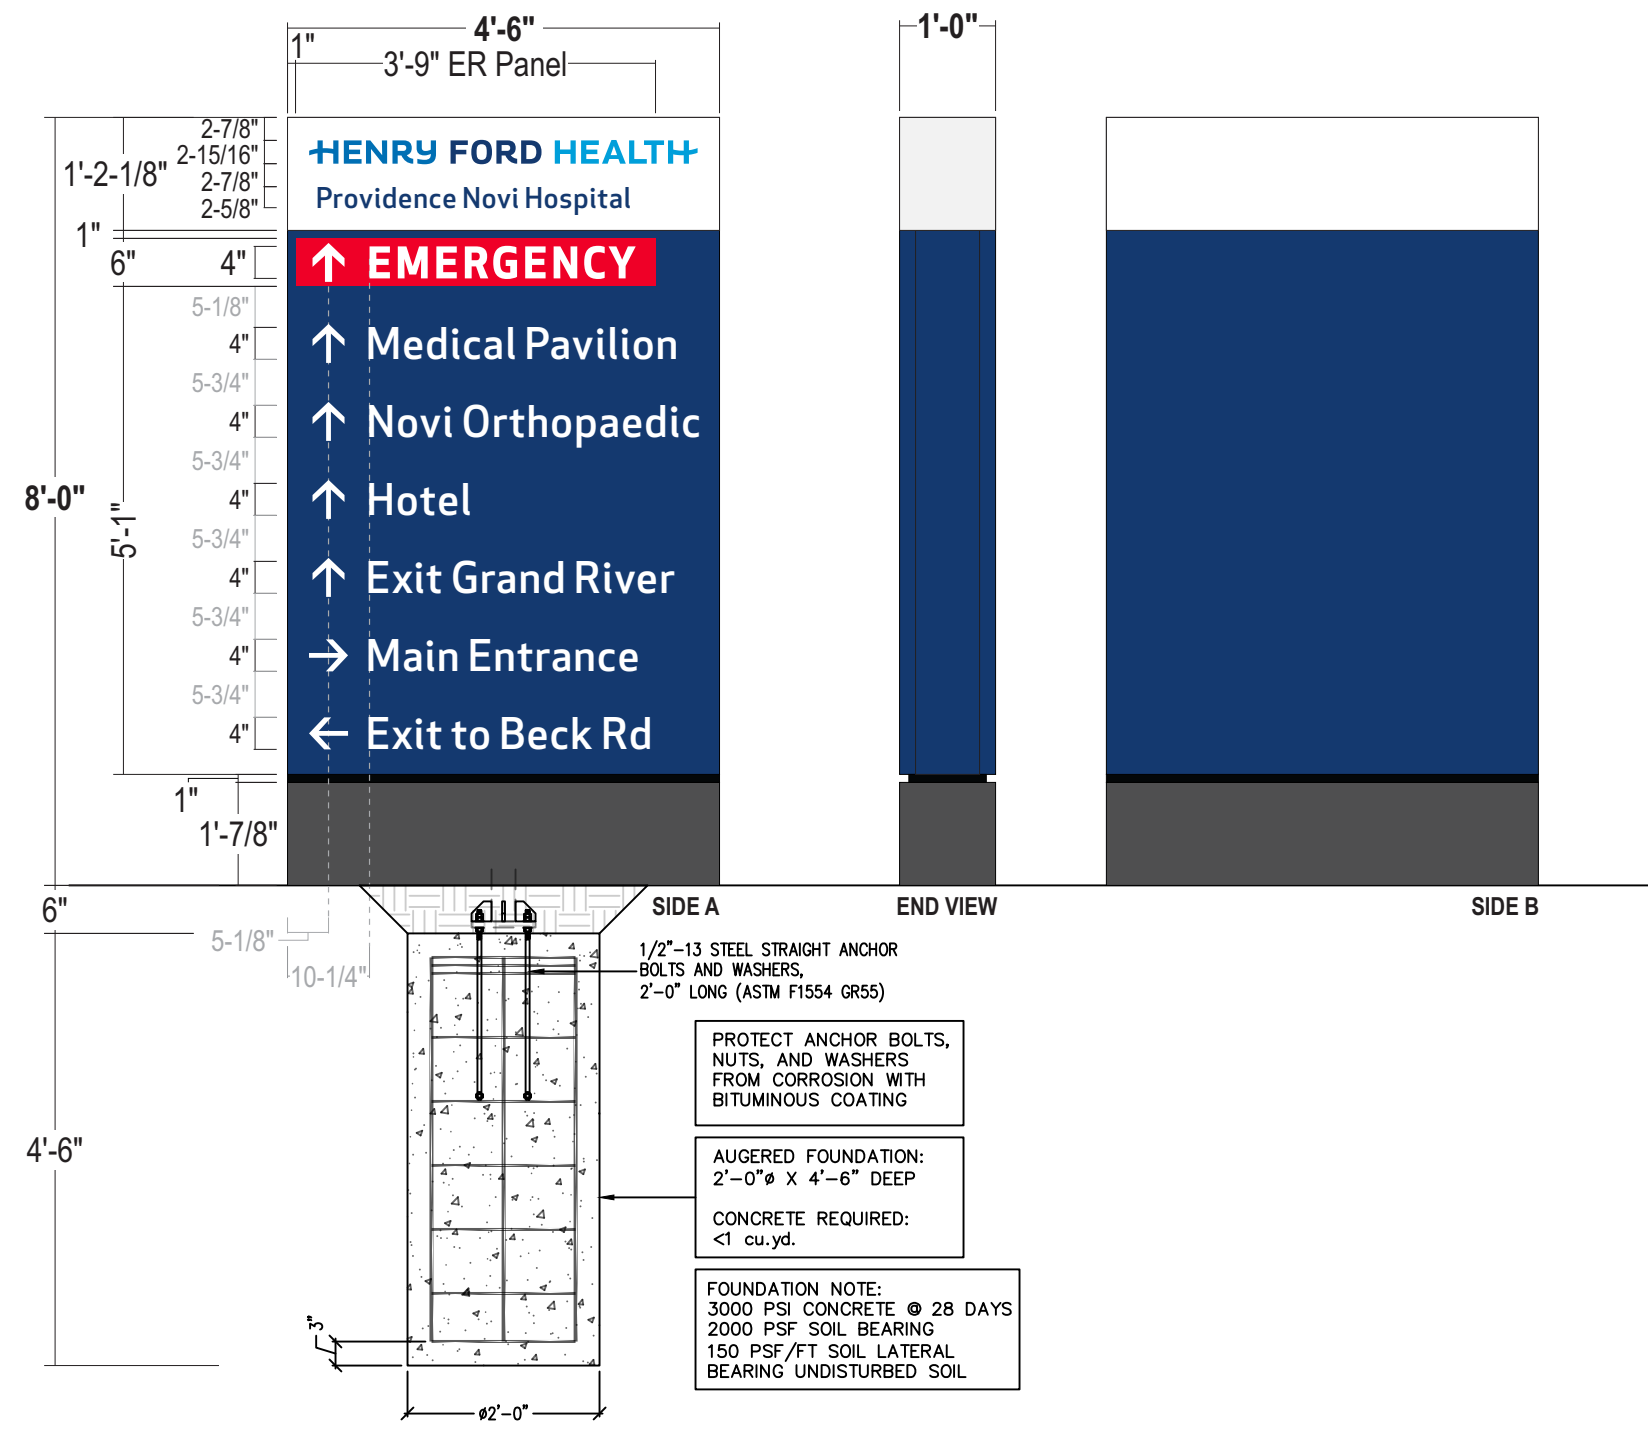 4'-6"
1"
3'-9" ER Panel
1'-0"
8'-0"
1'-2-1/8"
2-7/8"
2-15/16"
2-7/8"
2-5/8"
1"
6"
4"
5'-1"
5-1/8"
4"
5-3/4"
4"
5-3/4"
4"
5-3/4"
4"
5-3/4"
4"
5-3/4"
4"
1"
1'-7/8"
HENRY FORD HEALTH
Providence Novi Hospital
↑ EMERGENCY
↑ Medical Pavilion
↑ Novi Orthopaedic
↑ Hotel
↑ Exit Grand River
→ Main Entrance
← Exit to Beck Rd
SIDE A
END VIEW
SIDE B
6"
5-1/8"
10-1/4"
4'-6"
1/2"-13 STEEL STRAIGHT ANCHOR
BOLTS AND WASHERS,
2'-0" LONG (ASTM F1554 GR55)
PROTECT ANCHOR BOLTS,
NUTS, AND WASHERS
FROM CORROSION WITH
BITUMINOUS COATING
AUGERED FOUNDATION:
2'-0"ø X 4'-6" DEEP
CONCRETE REQUIRED:
<1 cu.yd.
FOUNDATION NOTE:
3000 PSI CONCRETE @ 28 DAYS
2000 PSF SOIL BEARING
150 PSF/FT SOIL LATERAL
BEARING UNDISTURBED SOIL
3"
ø2'-0"